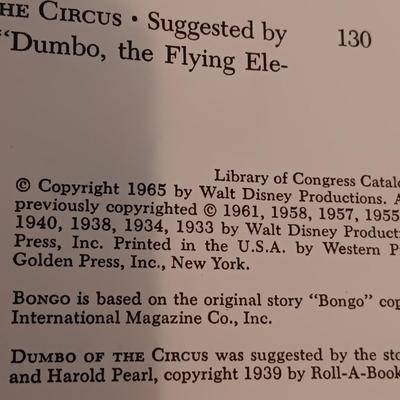 HE CIRCUS • Suggested by 130
"Dumbo, the Flying Ele-
Library of Congress Catal
© Copyright 1965 by Walt Disney Productions. A
previously copyrighted © 1961, 1958, 1957, 1955
1940, 1938, 1934, 1933 by Walt Disney Product
Press, Inc. Printed in the U.S.A. by Western P
Golden Press, Inc., New York.
BONGO is based on the original story "Bongo" cop
International Magazine Co., Inc.
DUMBO OF THE CIRCUS was suggested by the sto
and Harold Pearl, copyright 1939 by Roll-A-Book